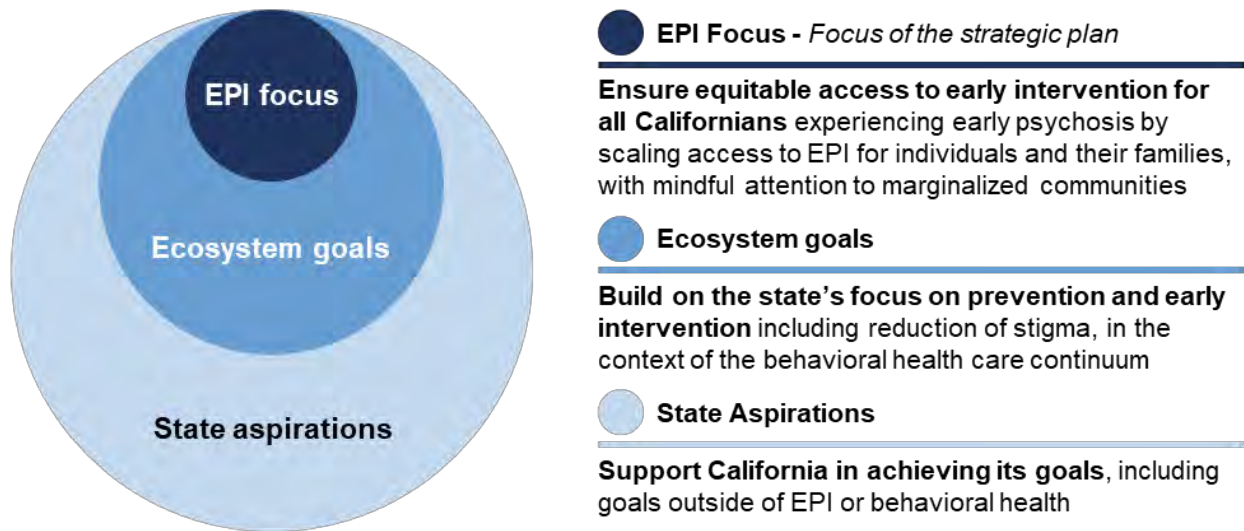 EPI focus
Ecosystem goals
State aspirations
EPI Focus - Focus of the strategic plan
Ensure equitable access to early intervention for
all Californians experiencing early psychosis by
scaling access to EPI for individuals and their families,
with mindful attention to marginalized communities
Ecosystem goals
Build on the state’s focus on prevention and early
intervention including reduction of stigma, in the
context of the behavioral health care continuum
State Aspirations
Support California in achieving its goals, including
goals outside of EPI or behavioral health